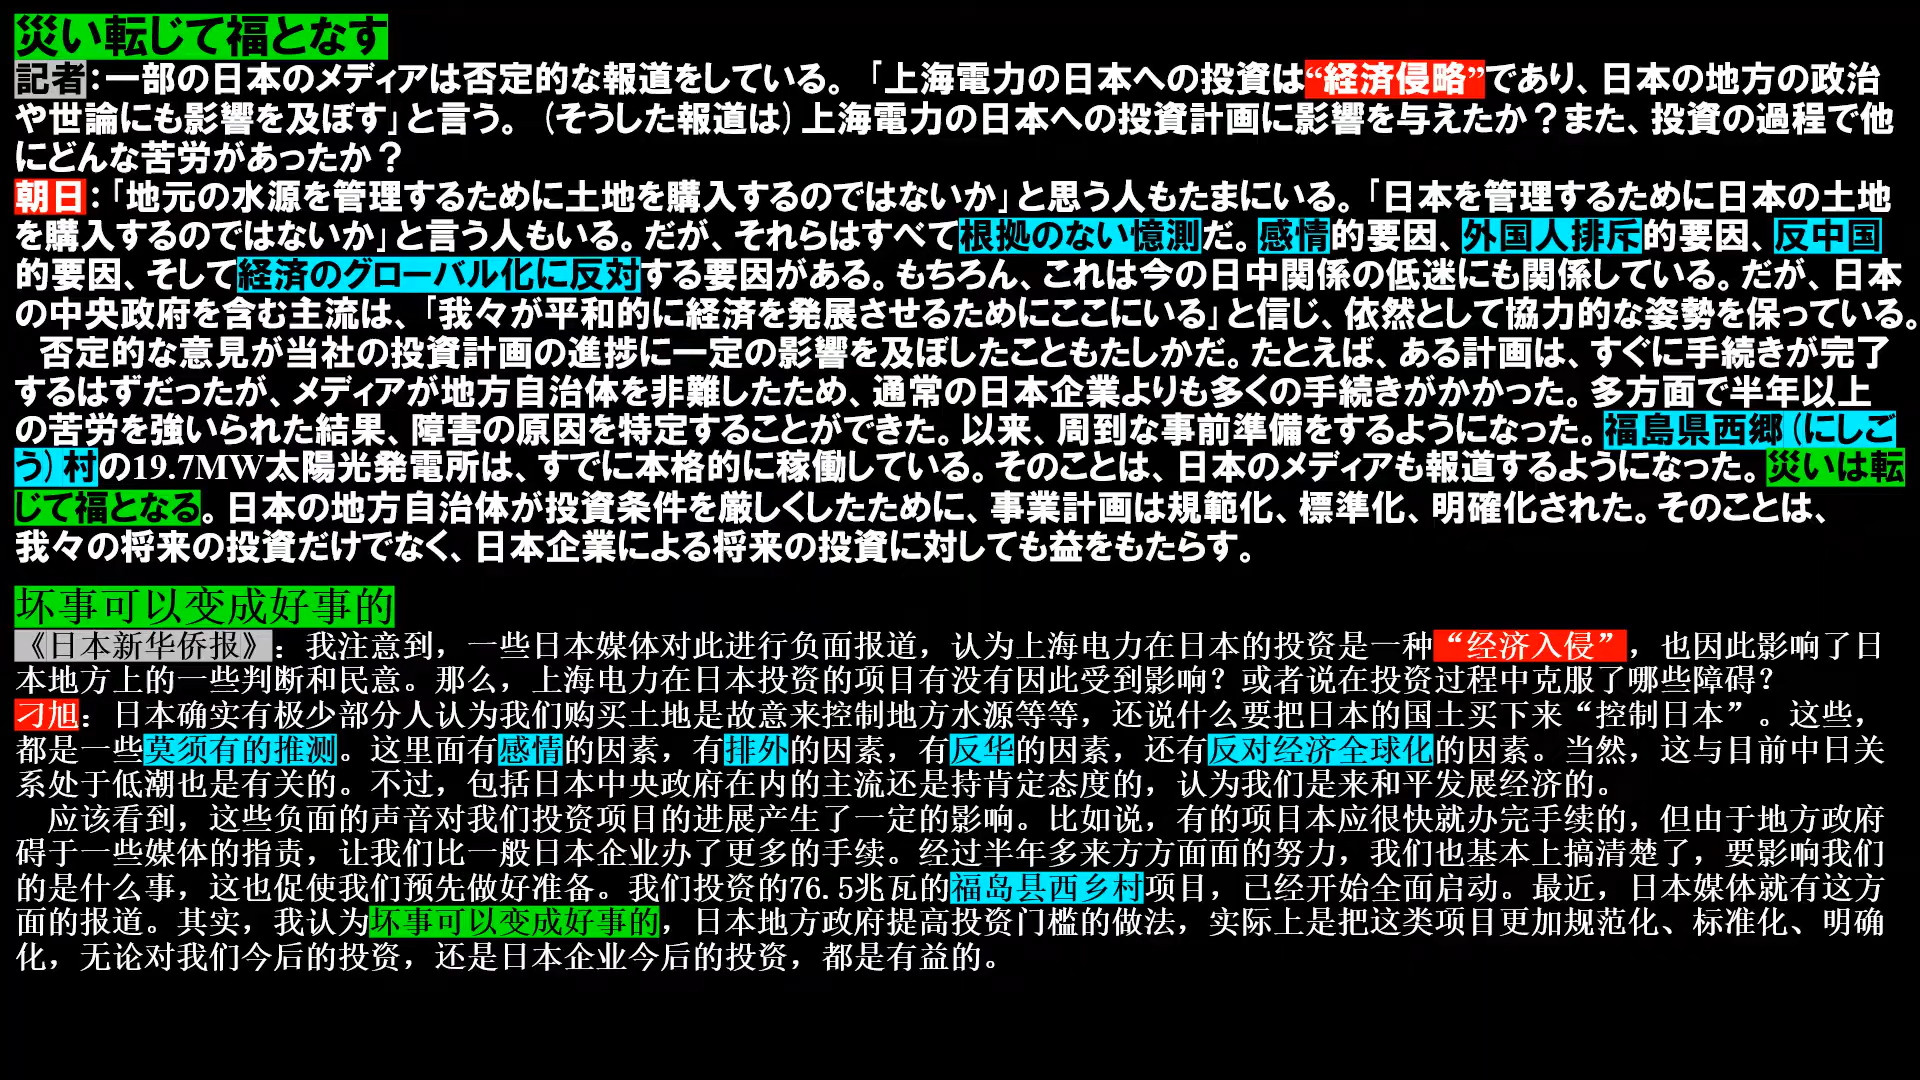 災い転じて福となす
記者：一部の日本のメディアは否定的な報道をしている。「上海電力の日本への投資は“経済侵略”であり、日本の地方の政治
や世論にも影響を及ぼす」と言う。（そうした報道は）上海電力の日本への投資計画に影響を与えたか？また、投資の過程で他
にどんな苦労があったか？
朝日：「地元の水源を管理するために土地を購入するのではないか」と思う人もたまにいる。「日本を管理するために日本の土地
を購入するのではないか」と言う人もいる。だが、それらはすべて根拠のない憶測だ。感情的要因、外国人排斥的要因、反中国
的要因、そして経済のグローバル化に反対する要因がある。もちろん、これは今の日中関係の低迷にも関係している。だが、日本
の中央政府を含む主流は、「我々が平和的に経済を発展させるためにここにいる」と信じ、依然として協力的な姿勢を保っている。
否定的な意見が当社の投資計画の進捗に一定の影響を及ぼしたこともたしかだ。たとえば、ある計画は、すぐに手続きが完了
するはずだったが、メディアが地方自治体を非難したため、通常の日本企業よりも多くの手続きがかかった。多方面で半年以上
の苦労を強いられた結果、障害の原因を特定することができた。以来、周到な事前準備をするようになった。福島県西郷（にしご
う）村の19.7MW太陽光発電所は、すでに本格的に稼働している。そのことは、日本のメディアも報道するようになった。災いは転
じて福となる。日本の地方自治体が投資条件を厳しくしたために、事業計画は規範化、標準化、明確化された。そのことは、
我々の将来の投資だけでなく、日本企業による将来の投資に対しても益をもたらす。
坏事可以变成好事的
《日本新华侨报》：我注意到，一些日本媒体对此进行负面报道，认为上海电力在日本的投资是一种“经济入侵”，也因此影响了日
本地方上的一些判断和民意。那么，上海电力在日本投资的项目有没有因此受到影响？或者说在投资过程中克服了哪些障碍？
刁旭：日本确实有极少部分人认为我们购买土地是故意来控制地方水源等等，还说什么要把日本的国土买下来“控制日本”。这些，
都是一些莫须有的推测。这里面有感情的因素，有排外的因素，有反华的因素，还有反对经济全球化的因素。当然，这与目前中日关
系处于低潮也是有关的。不过，包括日本中央政府在内的主流还是持肯定态度的，认为我们是来和平发展经济的。
应该看到，这些负面的声音对我们投资项目的进展产生了一定的影响。比如说，有的项目本应很快就办完手续的，但由于地方政府
碍于一些媒体的指责，让我们比一般日本企业办了更多的手续。经过半年多来方方面面的努力，我们也基本上搞清楚了，要影响我们
的是什么事，这也促使我们预先做好准备。我们投资的76.5兆瓦的福岛县西乡村项目，已经开始全面启动。最近，日本媒体就有这方
面的报道。其实，我认为坏事可以变成好事的，日本地方政府提高投资门槛的做法，实际上是把这类项目更加规范化、标准化、明确
化，无论对我们今后的投资，还是日本企业今后的投资，都是有益的。